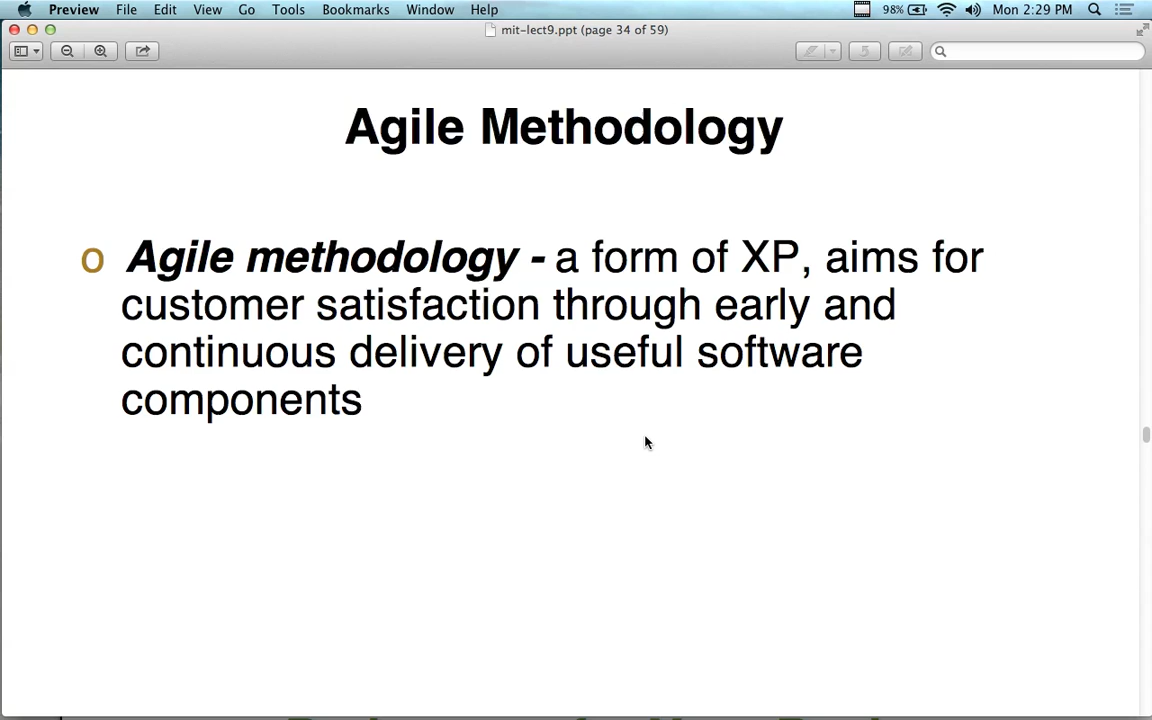 Preview File Edit View Go Tools Bookmarks Window Help 98% Mon 2:29 PM
mit-lect9.ppt (page 34 of 59)
Agile Methodology
o Agile methodology - a form of XP, aims for
customer satisfaction through early and
continuous delivery of useful software
components